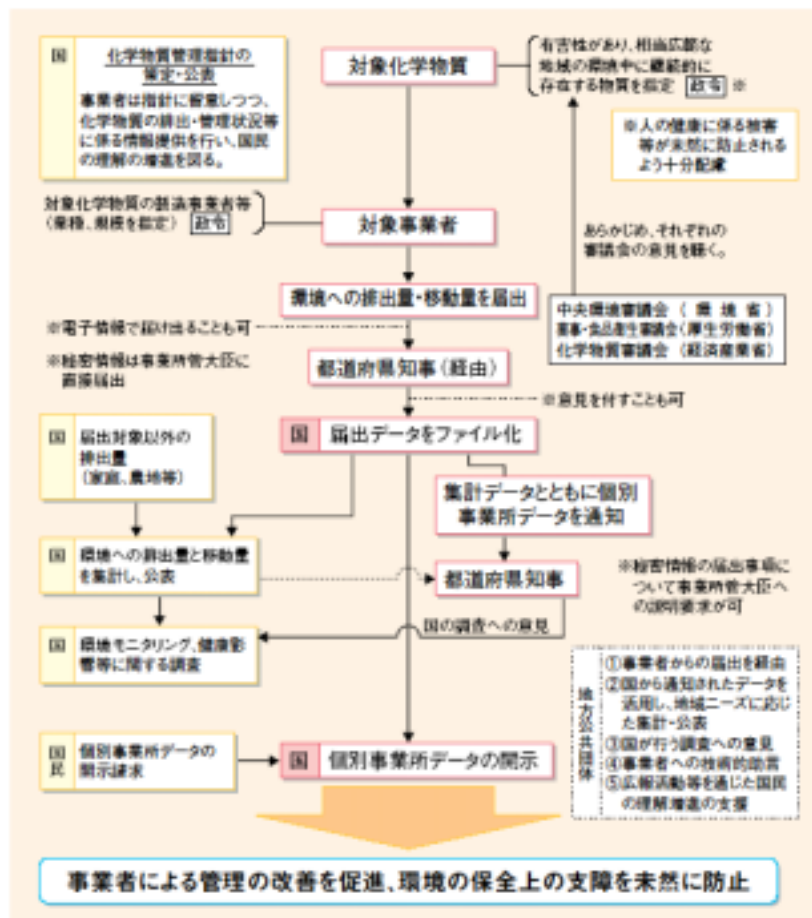 国
化学物質管理指針の
策定・公表
事業者は指針に留意しつつ、
化学物質の排出・管理状況等
に係る情報提供を行い、国民
の理解の増進を図る。
対象化学物質
有害性があり、相当広範な
地域の環境中に継続的に
存在する物質を指定 政令 ※
※人の健康に係る被害
等が未然に防止される
よう十分配慮
対象化学物質の製造事業者等
(業種、規模を指定) 政令
対象事業者
あらかじめ、それぞれの
審議会の意見を聴く。
環境への排出量・移動量を届出
中央環境審議会(環境省)
薬事・食品衛生審議会(厚生労働省)
化学物質審議会(経済産業省)
※電子情報で届け出ることも可
※秘密情報は事業所管大臣に
直接届出
都道府県知事(経由)
※意見を付すことも可
国 届出データをファイル化
国 届出対象以外の
排出量
(家庭、農地等)
集計データとともに個別
事業所データを通知
国 環境への排出量と移動量
を集計し、公表
都道府県知事
※秘密情報の届出事項に
ついて事業所管大臣へ
の説明要求が可
国の調査への意見
国 環境モニタリング、健康影
響等に関する調査
地方公共団体
①事業者からの届出を経由
②国から通知されたデータを
活用し、地域ニーズに応じ
た集計・公表
③国が行う調査への意見
④事業者への技術的助言
⑤広報活動等を通じた国民
の理解増進の支援
国民 個別事業所データの
開示請求
国 個別事業所データの開示
事業者による管理の改善を促進、環境の保全上の支障を未然に防止